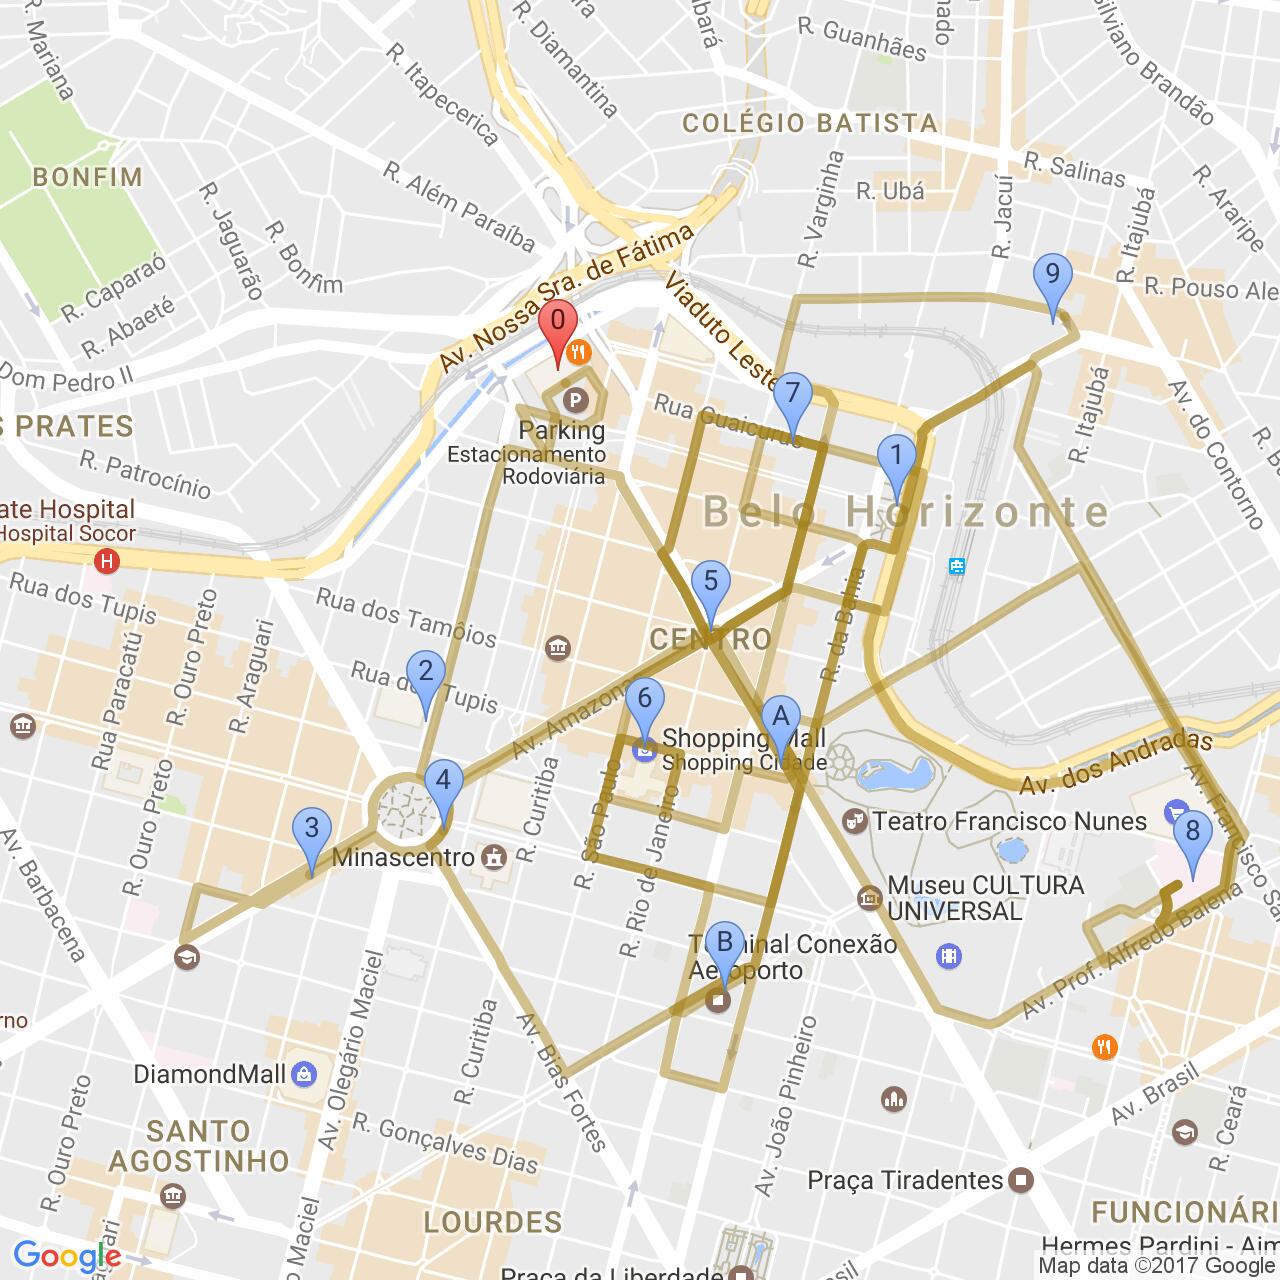 R. Mariana
R. Itapecerica
R. Diamantina
R. Guanhães
Silviano Brandão
COLÉGIO BATISTA
BONFIM
R. Além Paraíba
R. Jaguarão
R. Bonfim
R. Varginha
R. Ubá
R. Jacuí
R. Salinas
R. Itajubá
R. Araripe
R. Caparaó
R. Abaeté
Av. Nossa Sra. de Fátima
Viaduto Leste
R. Pouso Ale
9
0
Dom Pedro II
7
Rua Guaicurus
P
Parking
Estacionamento
Rodoviária
S PRATES
R. Patrocínio
R. Itajubá
Av. do Contorno
1
Belo Horizonte
ate Hospital
Hospital Socor
H
Rua dos Tupis
R. Ouro Preto
Rua Paracatú
R. Araguari
Rua dos Tamôios
5
CENTRO
R. da Bahia
2
Rua dos Tupis
6
A
Av. Amazonas
Shopping Mall
Shopping Cidade
Av. dos Andradas
4
3
Minascentro
R. Curitiba
R. São Paulo
R. Rio de Janeiro
Teatro Francisco Nunes
8
Av. Francisco Sa
R. Ouro Preto
Av. Barbacena
Museu CULTURA
UNIVERSAL
Av. Prof. Alfredo Balena
B
Terminal Conexão
Aeroporto
Av. Olegário Maciel
R. Curitiba
Av. Bias Fortes
Av. João Pinheiro
DiamondMall
SANTO
AGOSTINHO
R. Ouro Preto
R. Gonçalves Dias
Av. Brasil
R. Ceará
Praça Tiradentes
LOURDES
FUNCIONÁRI
Hermes Pardini - Aim
Praça da Liberdade
Google
Map data ©2017 Google